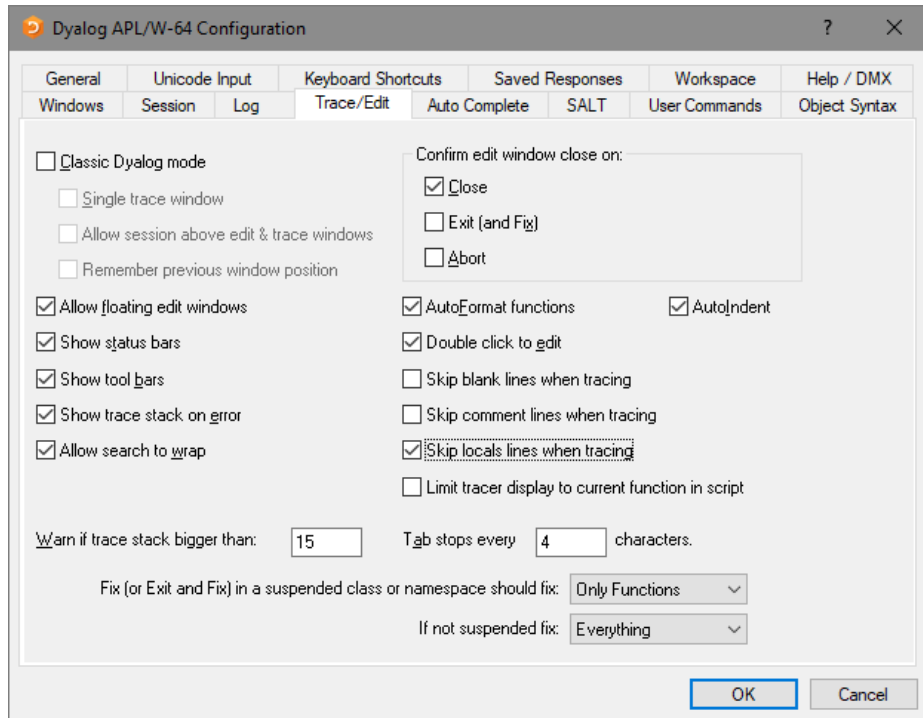 Dyalog APL/W-64 Configuration ?
General Unicode Input Keyboard Shortcuts Saved Responses Workspace Help / DMX
Windows Session Log Trace/Edit Auto Complete SALT User Commands Object Syntax
Classic Dyalog mode
Single trace window
Allow session above edit & trace windows
Remember previous window position
Confirm edit window close on:
Close
Exit (and Fix)
Abort
Allow floating edit windows
Show status bars
Show tool bars
Show trace stack on error
Allow search to wrap
AutoFormat functions AutoIndent
Double click to edit
Skip blank lines when tracing
Skip comment lines when tracing
Skip locals lines when tracing
Limit tracer display to current function in script
Warn if trace stack bigger than: 15 Tab stops every 4 characters.
Fix (or Exit and Fix) in a suspended class or namespace should fix: Only Functions
If not suspended fix: Everything
OK Cancel